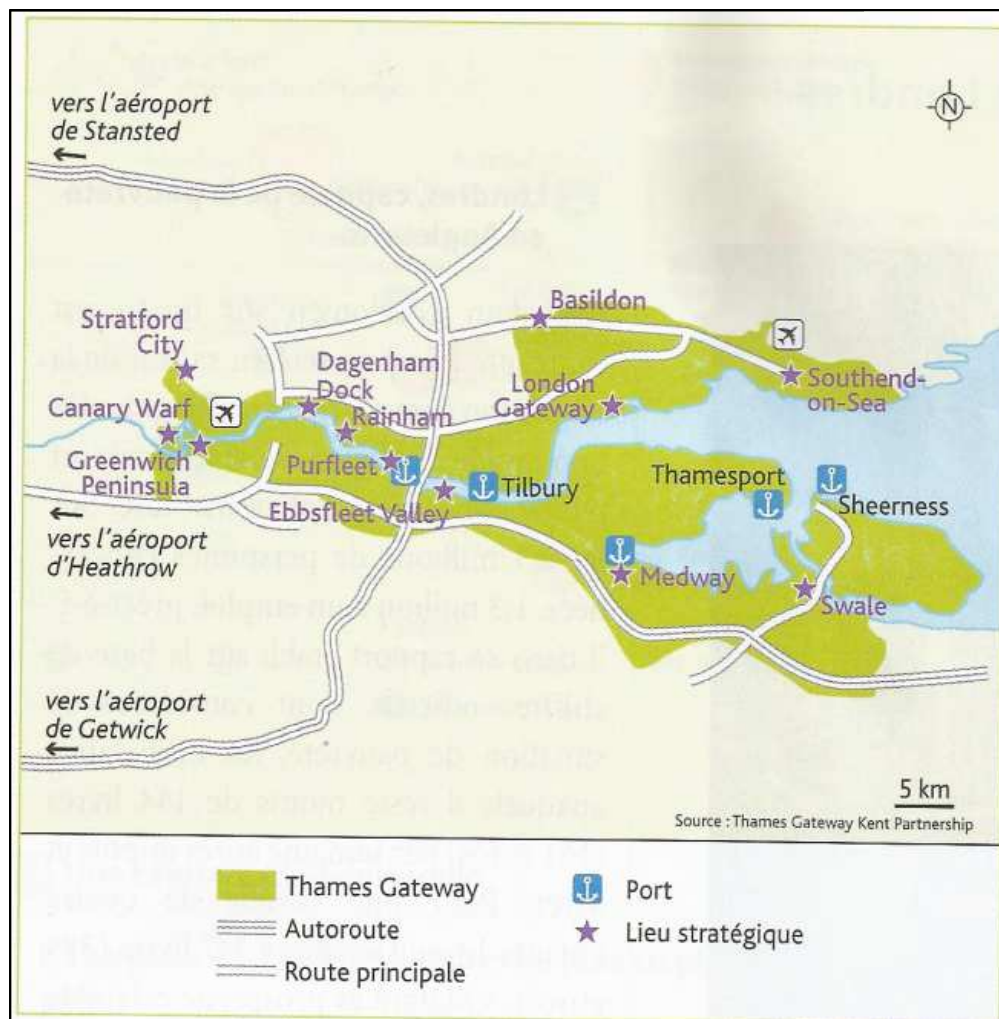 vers l'aéroport
de Stansted
N
Basildon
Stratford
City
Dagenham
Dock
London
Gateway
Southend-
on-Sea
Canary Warf
Rainham
Greenwich
Peninsula
Purfleet
Tilbury
Thamesport
Sheerness
Ebbsfleet Valley
vers l'aéroport
d'Heathrow
Medway
Swale
vers l'aéroport
de Getwick
5 km
Source : Thames Gateway Kent Partnership
Thames Gateway
Port
Autoroute
Lieu stratégique
Route principale